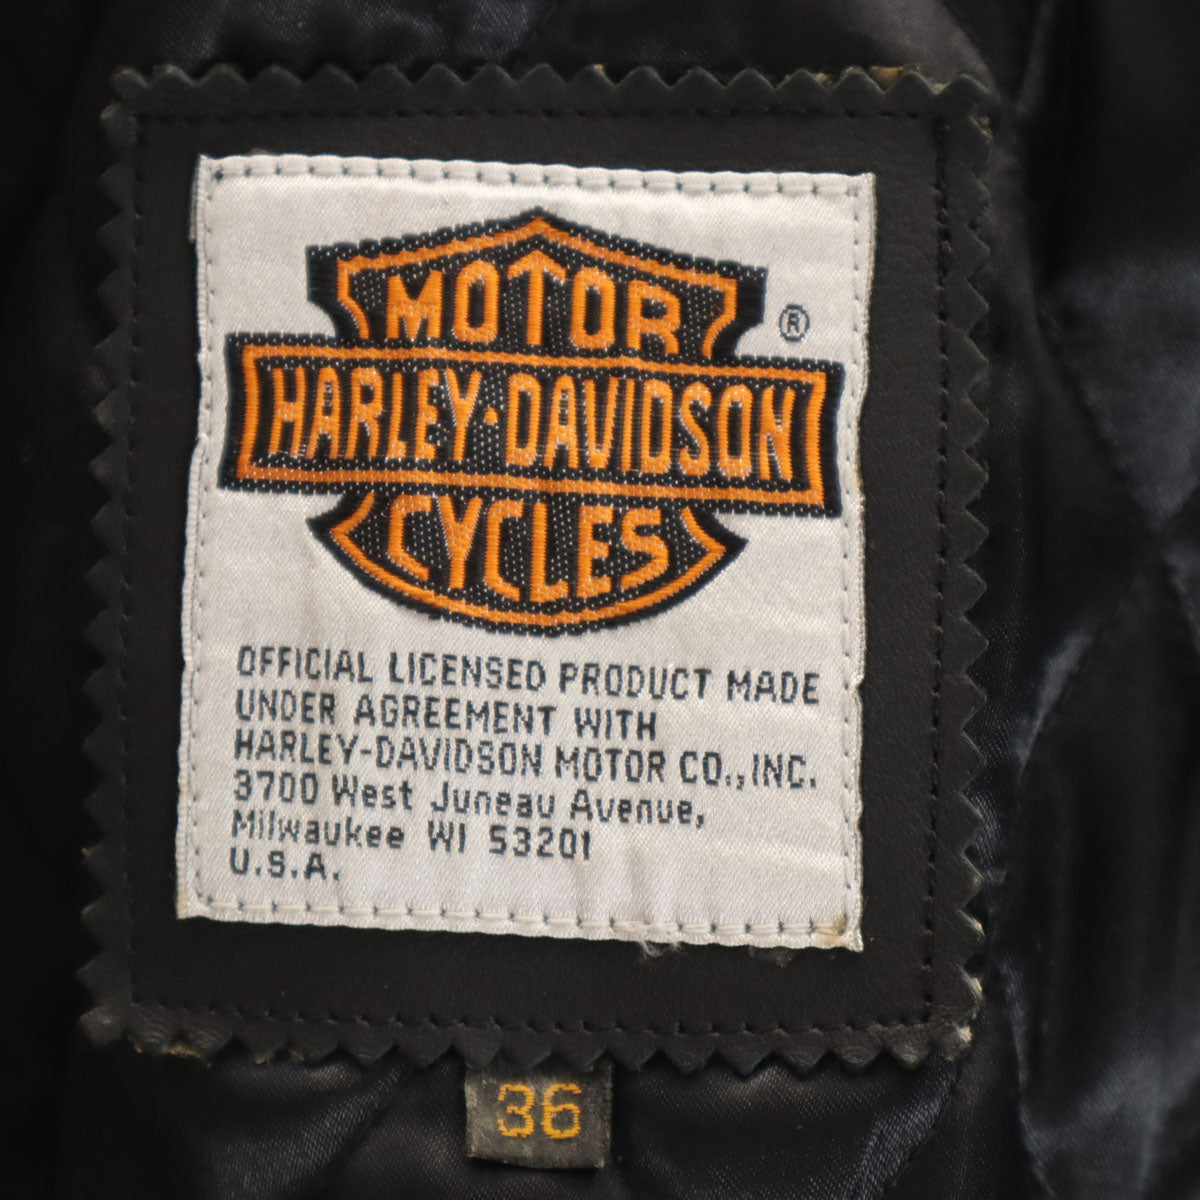 MOTOR
®
HARLEY-DAVIDSON
CYCLES
OFFICIAL LICENSED PRODUCT MADE
UNDER AGREEMENT WITH
HARLEY-DAVIDSON MOTOR CO., INC.
3700 West Juneau Avenue,
Milwaukee WI 53201
U.S.A.
36